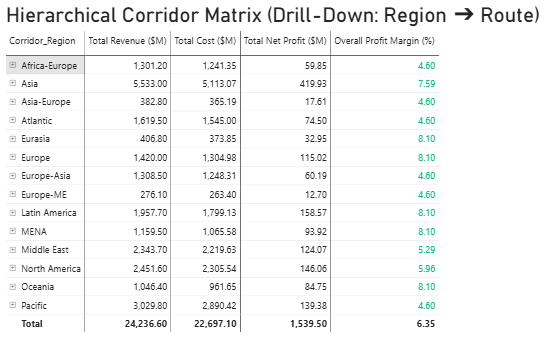 Hierarchical Corridor Matrix (Drill-Down: Region ➔ Route)
Corridor_Region Total Revenue ($M) Total Cost ($M) Total Net Profit ($M) Overall Profit Margin (%)
Africa-Europe 1,301.20 1,241.35 59.85 4.60
Asia 5,533.00 5,113.07 419.93 7.59
Asia-Europe 382.80 365.19 17.61 4.60
Atlantic 1,619.50 1,545.00 74.50 4.60
Eurasia 406.80 373.85 32.95 8.10
Europe 1,420.00 1,304.98 115.02 8.10
Europe-Asia 1,308.50 1,248.31 60.19 4.60
Europe-ME 276.10 263.40 12.70 4.60
Latin America 1,957.70 1,799.13 158.57 8.10
MENA 1,159.50 1,065.58 93.92 8.10
Middle East 2,343.70 2,219.63 124.07 5.29
North America 2,451.60 2,305.54 146.06 5.96
Oceania 1,046.40 961.65 84.75 8.10
Pacific 3,029.80 2,890.42 139.38 4.60
Total 24,236.60 22,697.10 1,539.50 6.35